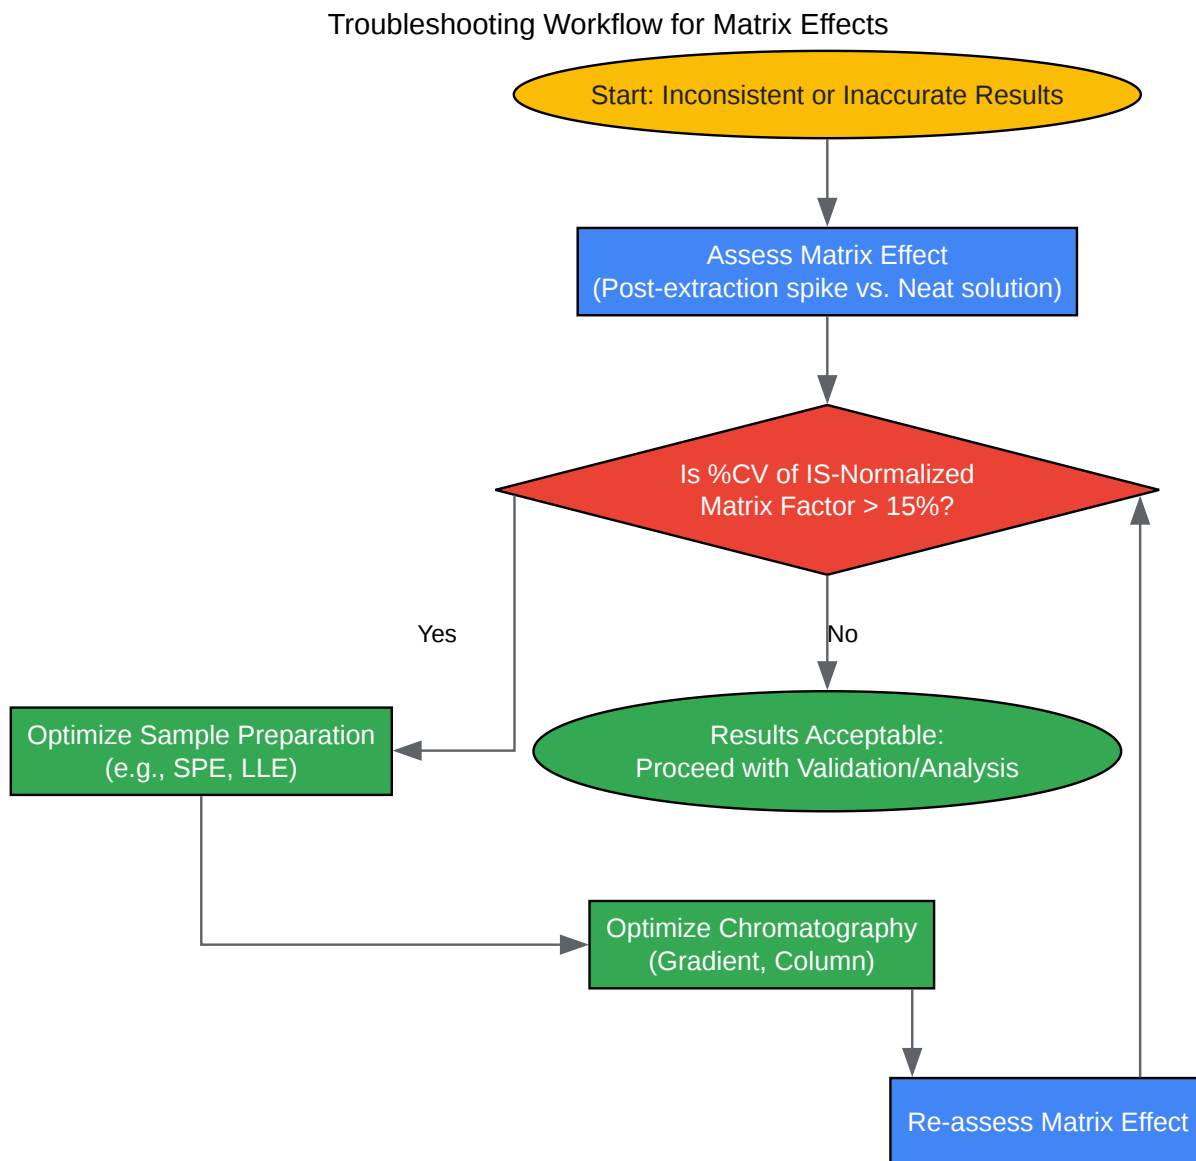 Troubleshooting Workflow for Matrix Effects
Start: Inconsistent or Inaccurate Results
Assess Matrix Effect
(Post-extraction spike vs. Neat solution)
Is %CV of IS-Normalized
Matrix Factor > 15%?
Yes
No
Optimize Sample Preparation
(e.g., SPE, LLE)
Results Acceptable:
Proceed with Validation/Analysis
Optimize Chromatography
(Gradient, Column)
Re-assess Matrix Effect